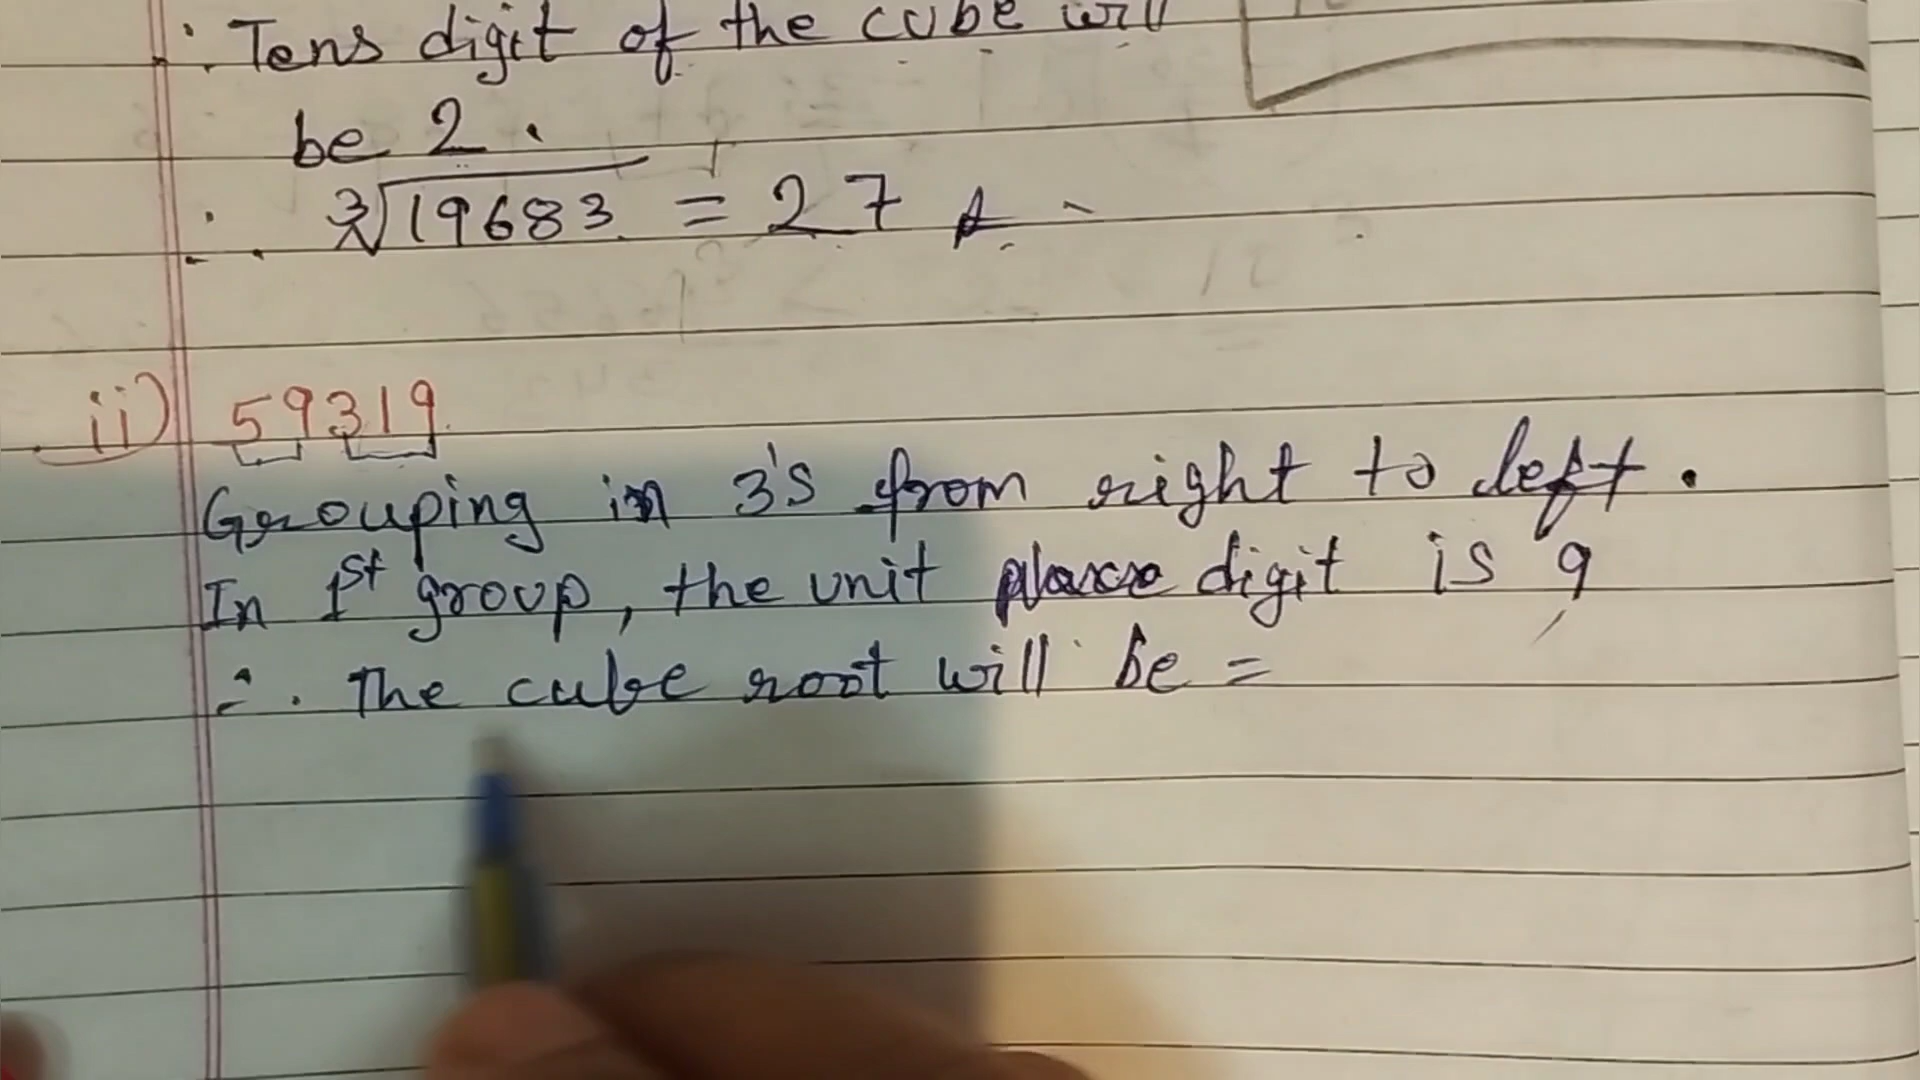 ∴ Tens digit of the cube will
be 2.
∴ ∛19683 = 27
ii) 59319
Grouping in 3's from right to left.
In 1st group, the unit place digit is 9
∴ The cube root will be =